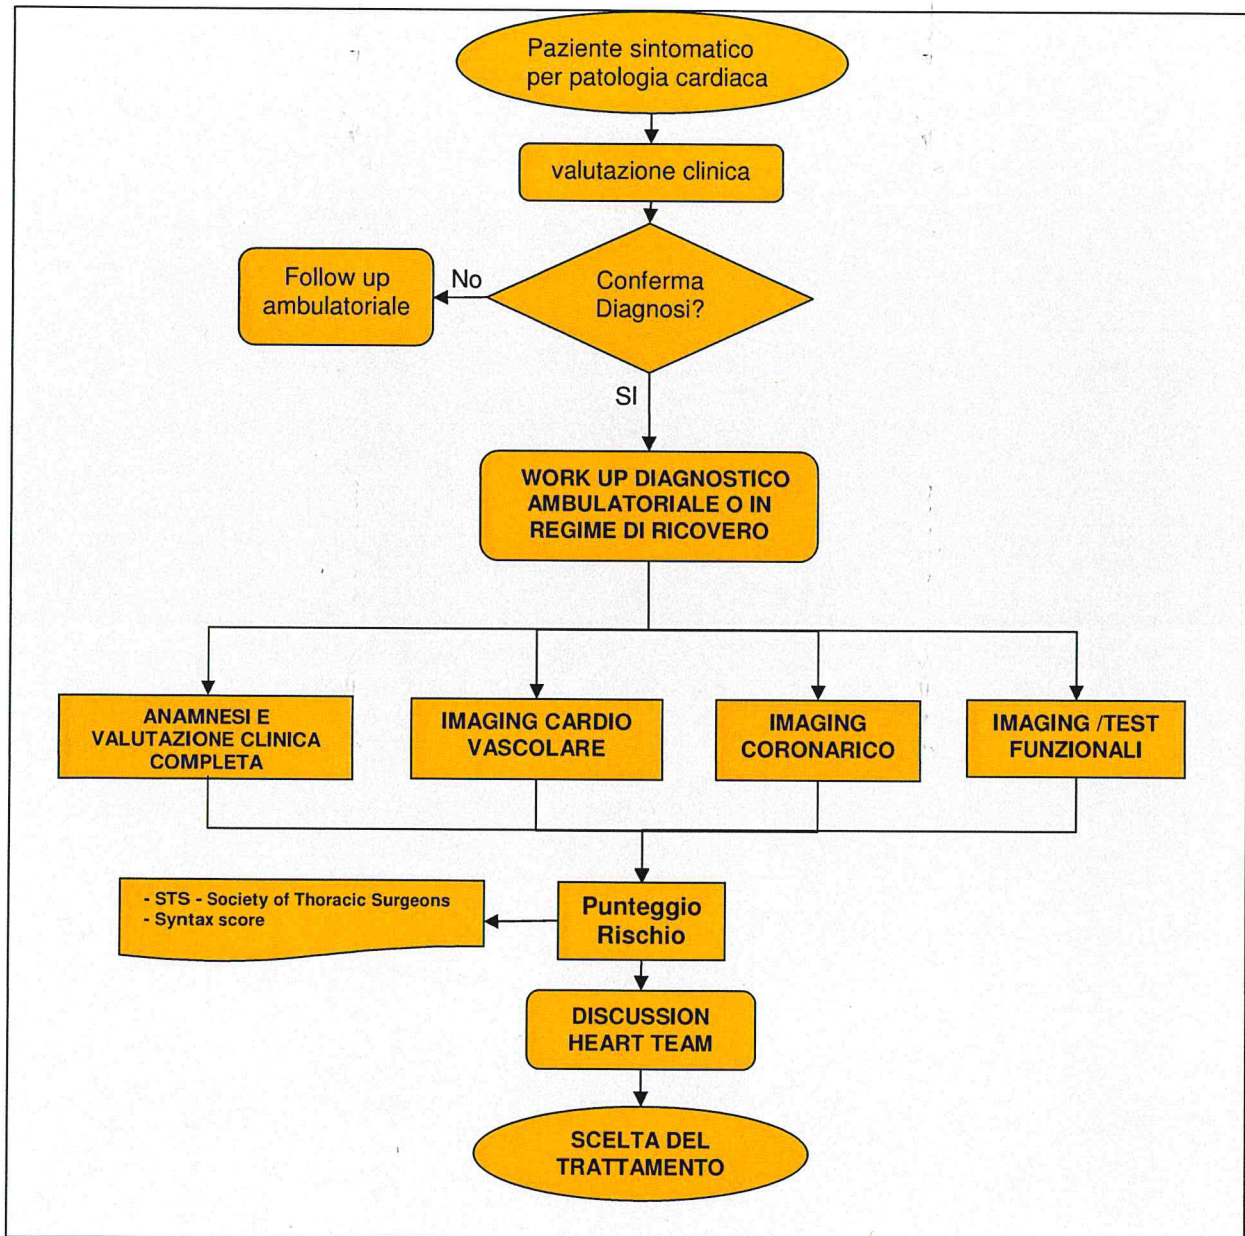 Paziente sintomatico
per patologia cardiaca
valutazione clinica
Follow up
ambulatoriale
No
Conferma
Diagnosi?
SI
WORK UP DIAGNOSTICO
AMBULATORIALE O IN
REGIME DI RICOVERO
ANAMNESI E
VALUTAZIONE CLINICA
COMPLETA
IMAGING CARDIO
VASCOLARE
IMAGING
CORONARICO
IMAGING /TEST
FUNZIONALI
- STS - Society of Thoracic Surgeons
- Syntax score
Punteggio
Rischio
DISCUSSION
HEART TEAM
SCELTA DEL
TRATTAMENTO